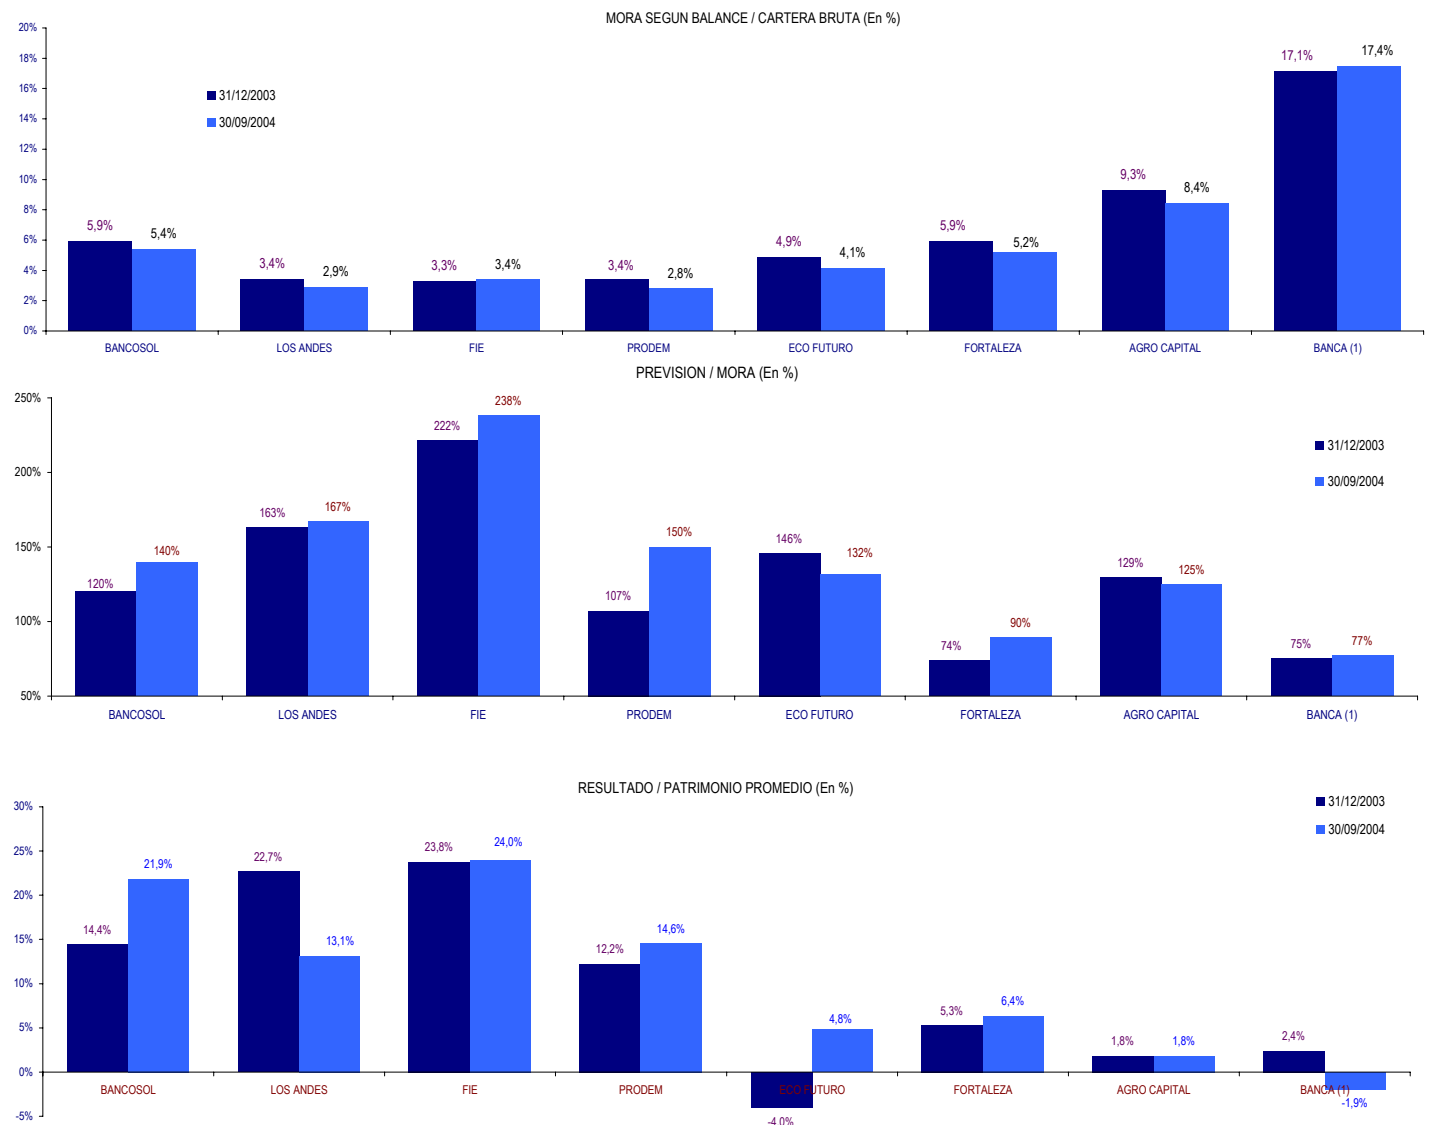 MORA SEGUN BALANCE / CARTERA BRUTA (En %)
20%
18%
16%
14%
12%
10%
8%
6%
4%
2%
0%
31/12/2003
30/09/2004
5,9%
5,4%
3,4%
2,9%
3,3%
3,4%
3,4%
2,8%
4,9%
4,1%
5,9%
5,2%
9,3%
8,4%
17,1%
17,4%
BANCOSOL
LOS ANDES
FIE
PRODEM
ECO FUTURO
FORTALEZA
AGRO CAPITAL
BANCA (1)
PREVISION / MORA (En %)
250%
200%
150%
100%
50%
31/12/2003
30/09/2004
120%
140%
163%
167%
222%
238%
107%
150%
146%
132%
74%
90%
129%
125%
75%
77%
BANCOSOL
LOS ANDES
FIE
PRODEM
ECO FUTURO
FORTALEZA
AGRO CAPITAL
BANCA (1)
RESULTADO / PATRIMONIO PROMEDIO (En %)
31/12/2003
30/09/2004
30%
25%
20%
15%
10%
5%
0%
-5%
14,4%
21,9%
22,7%
13,1%
23,8%
24,0%
12,2%
14,6%
-4,0%
4,8%
5,3%
6,4%
1,8%
1,8%
2,4%
-1,9%
BANCOSOL
LOS ANDES
FIE
PRODEM
ECO FUTURO
FORTALEZA
AGRO CAPITAL
BANCA (1)